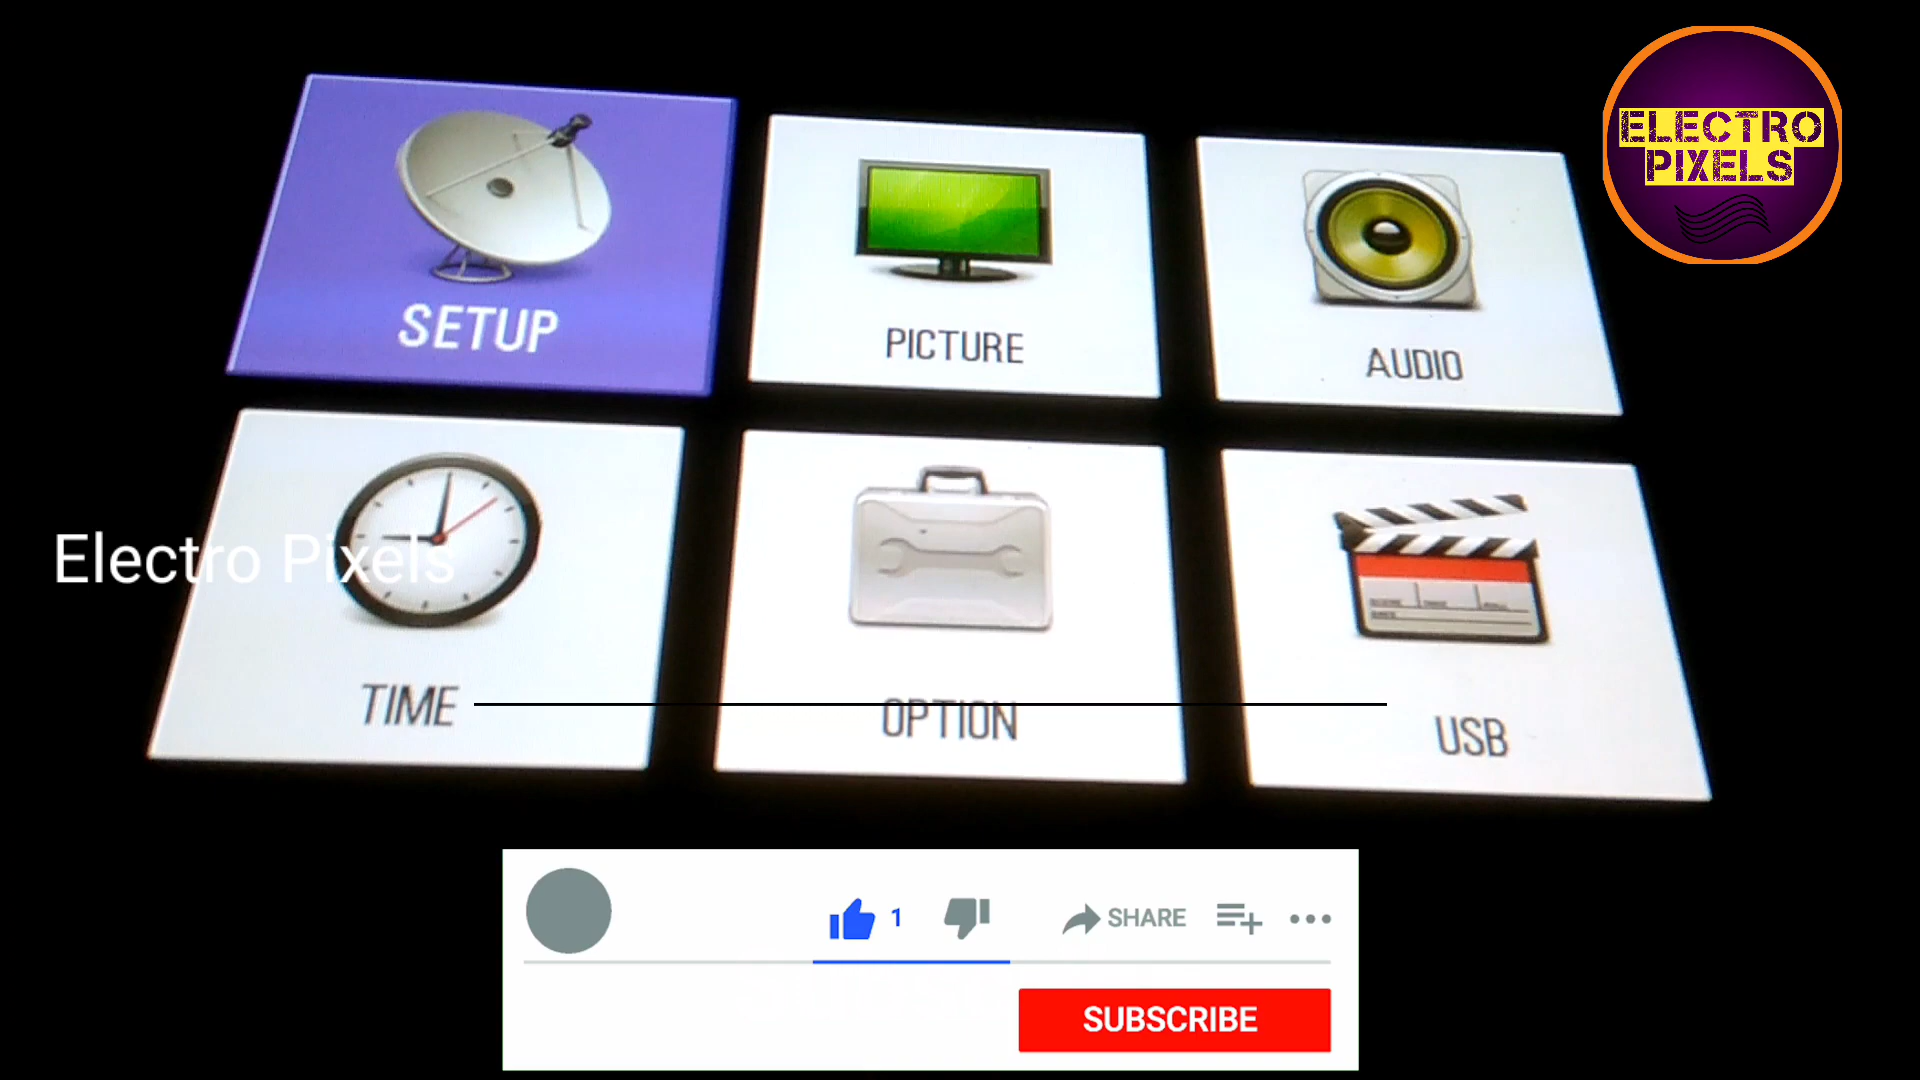 ELECTRO
PIXELS
SETUP
PICTURE
AUDIO
Electro Pixels
TIME
OPTION
USB
1
SHARE
SUBSCRIBE